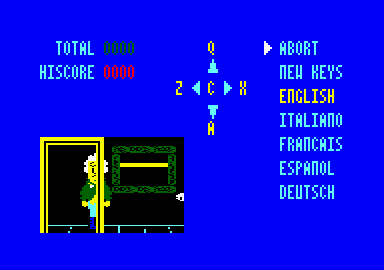 TOTAL 0000
HISCORE 0000
Q
Z C X
A
ABORT
NEW KEYS
ENGLISH
ITALIANO
FRANCAIS
ESPANOL
DEUTSCH